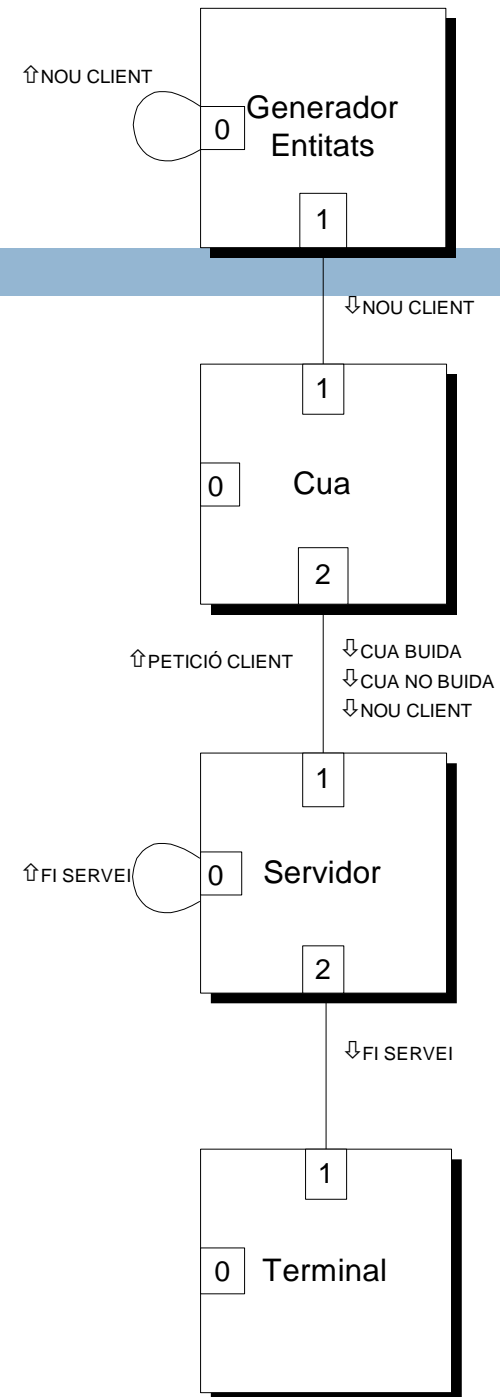 ⇧NOU CLIENT
Generador
Entitats
0
1
⇩NOU CLIENT
1
0
Cua
2
⇧PETICIÓ CLIENT
⇩CUA BUIDA
⇩CUA NO BUIDA
⇩NOU CLIENT
1
⇧FI SERVEI
0
Servidor
2
⇩FI SERVEI
1
0
Terminal